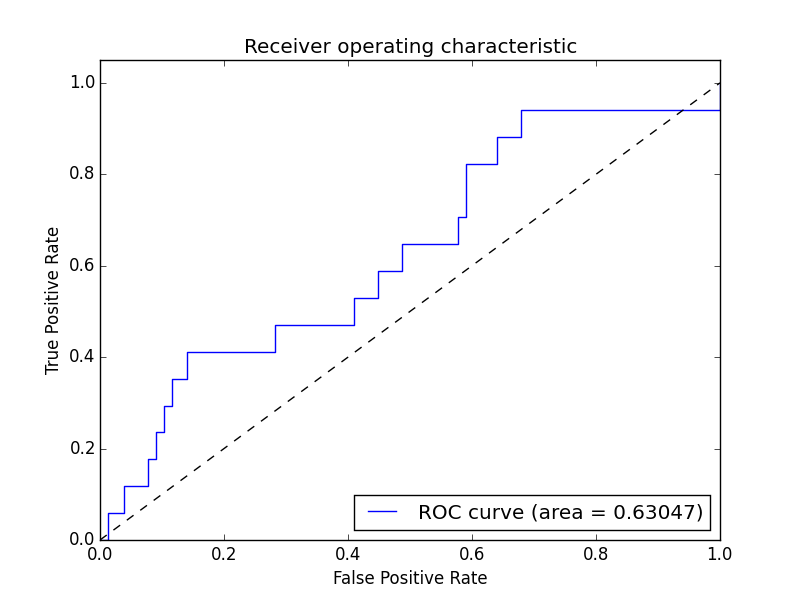 Receiver operating characteristic
1.0
0.8
0.6
0.4
0.2
0.0
True Positive Rate
ROC curve (area = 0.63047)
0.0 0.2 0.4 0.6 0.8 1.0
False Positive Rate